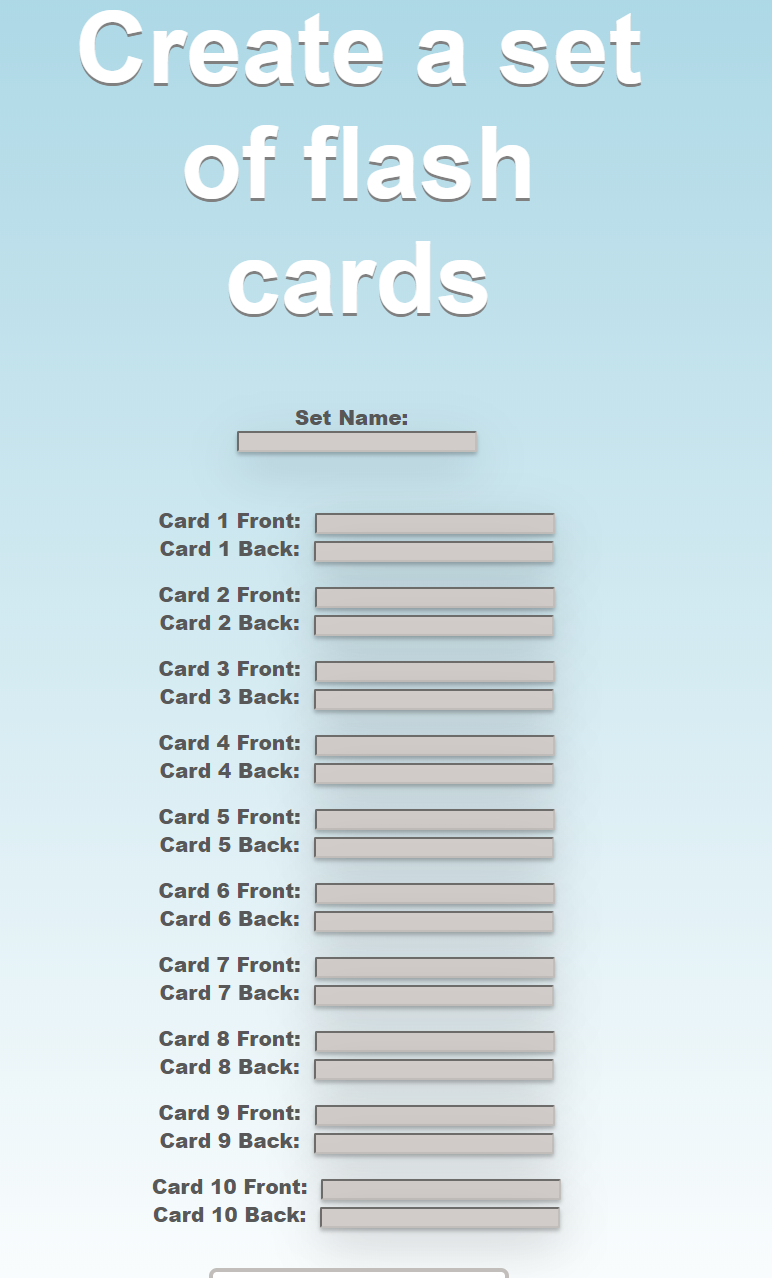 Create a set
of flash
cards
Set Name:
Card 1 Front:
Card 1 Back:
Card 2 Front:
Card 2 Back:
Card 3 Front:
Card 3 Back:
Card 4 Front:
Card 4 Back:
Card 5 Front:
Card 5 Back:
Card 6 Front:
Card 6 Back:
Card 7 Front:
Card 7 Back:
Card 8 Front:
Card 8 Back:
Card 9 Front:
Card 9 Back:
Card 10 Front:
Card 10 Back: